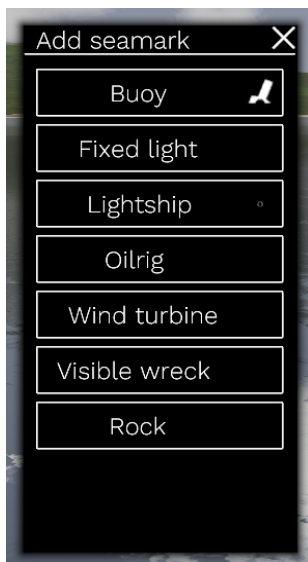 Add seamark
Buoy
Fixed light
Lightship
Oilrig
Wind turbine
Visible wreck
Rock